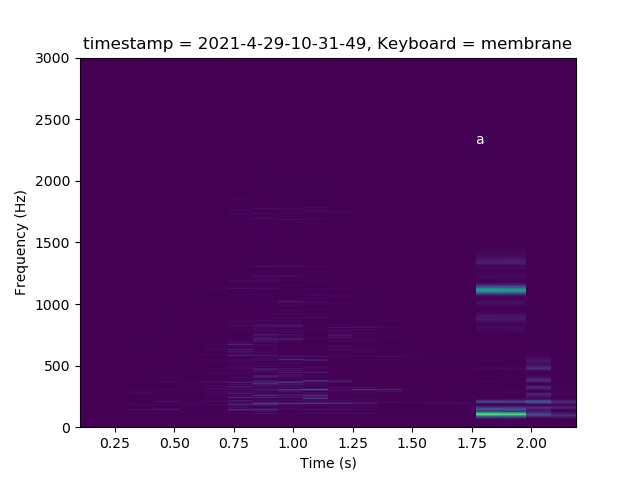 timestamp = 2021-4-29-10-31-49, Keyboard = membrane
3000
2500
2000
1500
1000
500
0
Frequency (Hz)
a
0.25 0.50 0.75 1.00 1.25 1.50 1.75 2.00
Time (s)